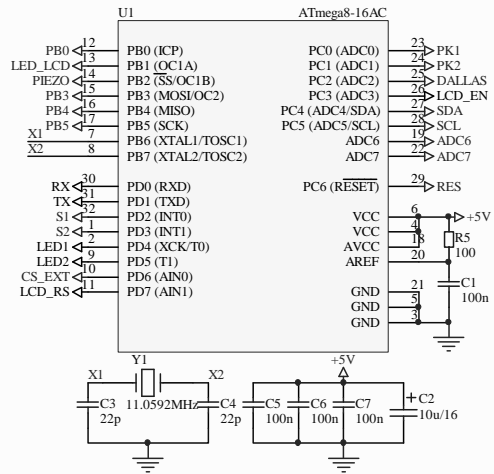 U1 ATmega8-16AC
PB0 12 PB0 (ICP) PC0 (ADC0) 23 PK1
LED_LCD 13 PB1 (OC1A) PC1 (ADC1) 24 PK2
PIEZO 14 PB2 (SS/OC1B) PC2 (ADC2) 25 DALLAS
PB3 15 PB3 (MOSI/OC2) PC3 (ADC3) 26 LCD_EN
PB4 16 PB4 (MISO) PC4 (ADC4/SDA) 27 SDA
PB5 17 PB5 (SCK) PC5 (ADC5/SCL) 28 SCL
X1 7 PB6 (XTAL1/TOSC1) ADC6 19 ADC6
X2 8 PB7 (XTAL2/TOSC2) ADC7 22 ADC7
RX 30 PD0 (RXD) PC6 (RESET) 29 RES
TX 31 PD1 (TXD)
S1 32 PD2 (INT0) VCC 6 +5V
S2 1 PD3 (INT1) VCC 4 R5
LED1 2 PD4 (XCK/T0) AVCC 18 100
LED2 9 PD5 (T1) AREF 20
CS_EXT 10 PD6 (AIN0) C1
LCD_RS 11 PD7 (AIN1) GND 21 100n
GND 5
GND 3
Y1 +5V
X1 X2
11.0592MHz
C3 C4 C5 C6 C7 C2
22p 22p 100n 100n 100n 10u/16